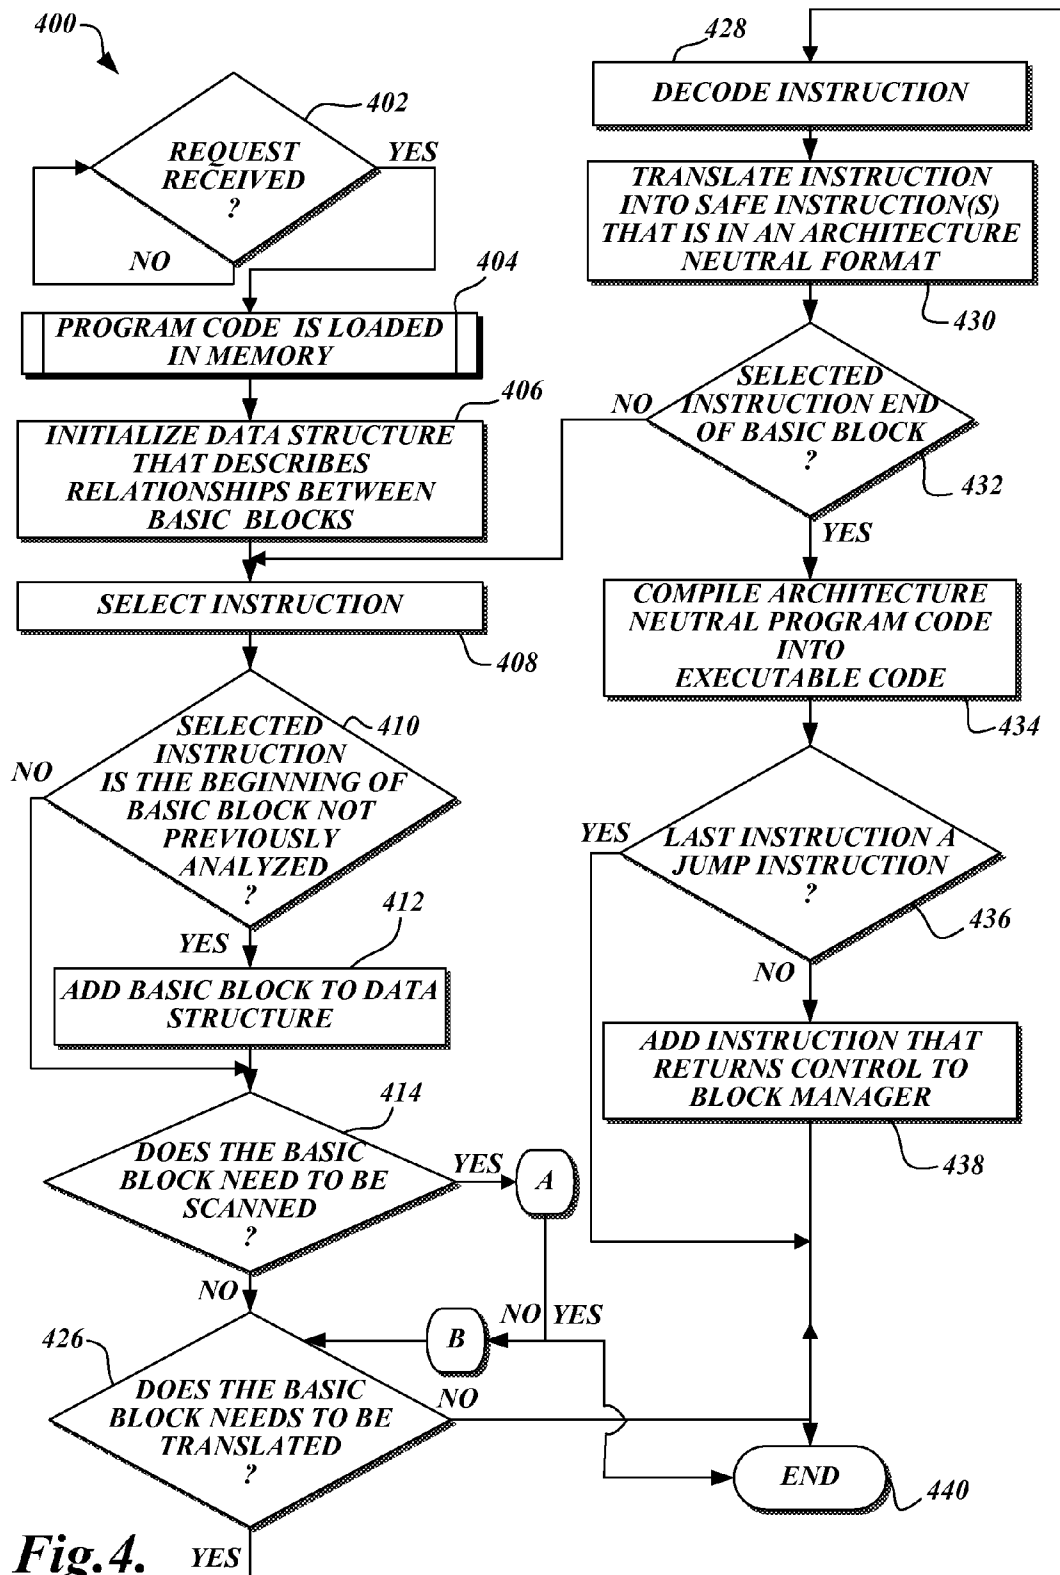 400
402
REQUEST
RECEIVED
?
YES
NO
404
PROGRAM CODE IS LOADED
IN MEMORY
406
INITIALIZE DATA STRUCTURE
THAT DESCRIBES
RELATIONSHIPS BETWEEN
BASIC BLOCKS
SELECT INSTRUCTION
408
410
SELECTED
INSTRUCTION
IS THE BEGINNING OF
BASIC BLOCK NOT
PREVIOUSLY
ANALYZED
?
NO
YES
412
ADD BASIC BLOCK TO DATA
STRUCTURE
414
DOES THE BASIC
BLOCK NEED TO BE
SCANNED
?
YES
A
NO
NO YES
B
426
DOES THE BASIC
BLOCK NEEDS TO BE
TRANSLATED
?
NO
YES
428
DECODE INSTRUCTION
TRANSLATE INSTRUCTION
INTO SAFE INSTRUCTION(S)
THAT IS IN AN ARCHITECTURE
NEUTRAL FORMAT
430
SELECTED
INSTRUCTION END
OF BASIC BLOCK
?
NO
432
YES
COMPILE ARCHITECTURE
NEUTRAL PROGRAM CODE
INTO
EXECUTABLE CODE
434
YES
LAST INSTRUCTION A
JUMP INSTRUCTION
?
436
NO
ADD INSTRUCTION THAT
RETURNS CONTROL TO
BLOCK MANAGER
438
END
440
Fig.4.